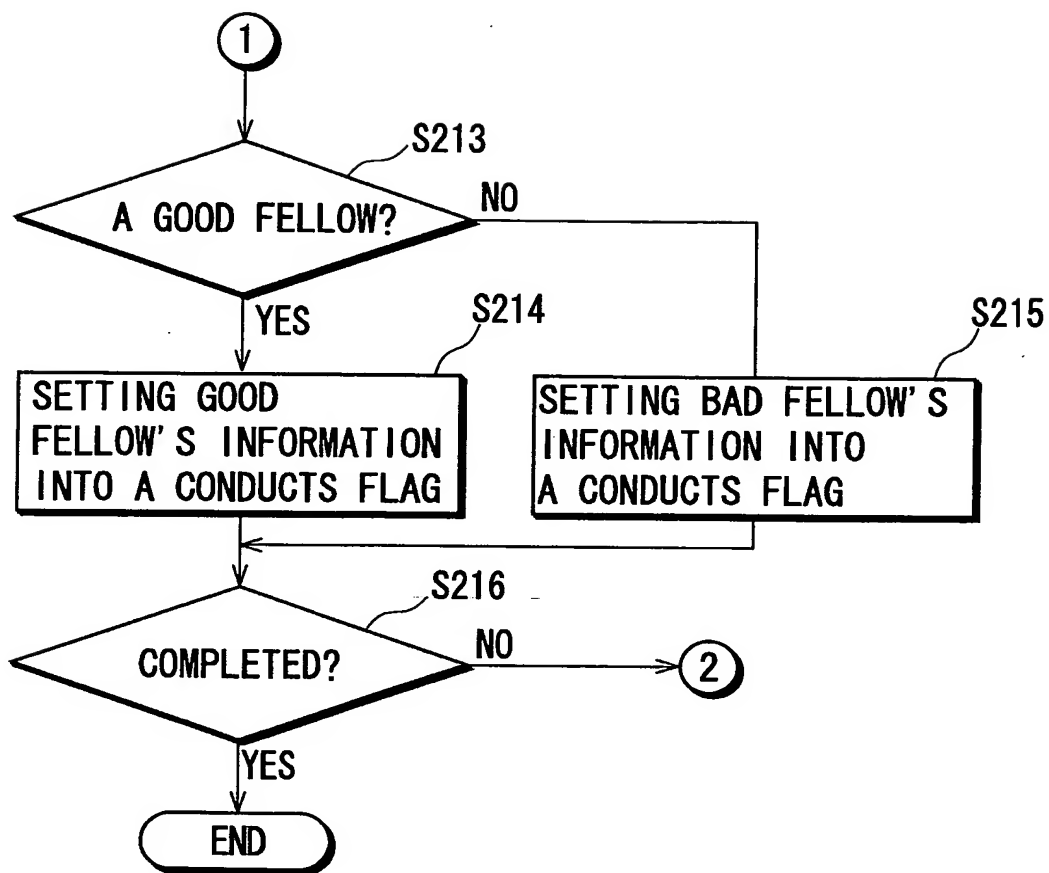 1
S213
A GOOD FELLOW?
NO
YES
S214
S215
SETTING GOOD
FELLOW'S INFORMATION
INTO A CONDUCTS FLAG
SETTING BAD FELLOW'S
INFORMATION INTO
A CONDUCTS FLAG
S216
COMPLETED?
NO
2
YES
END